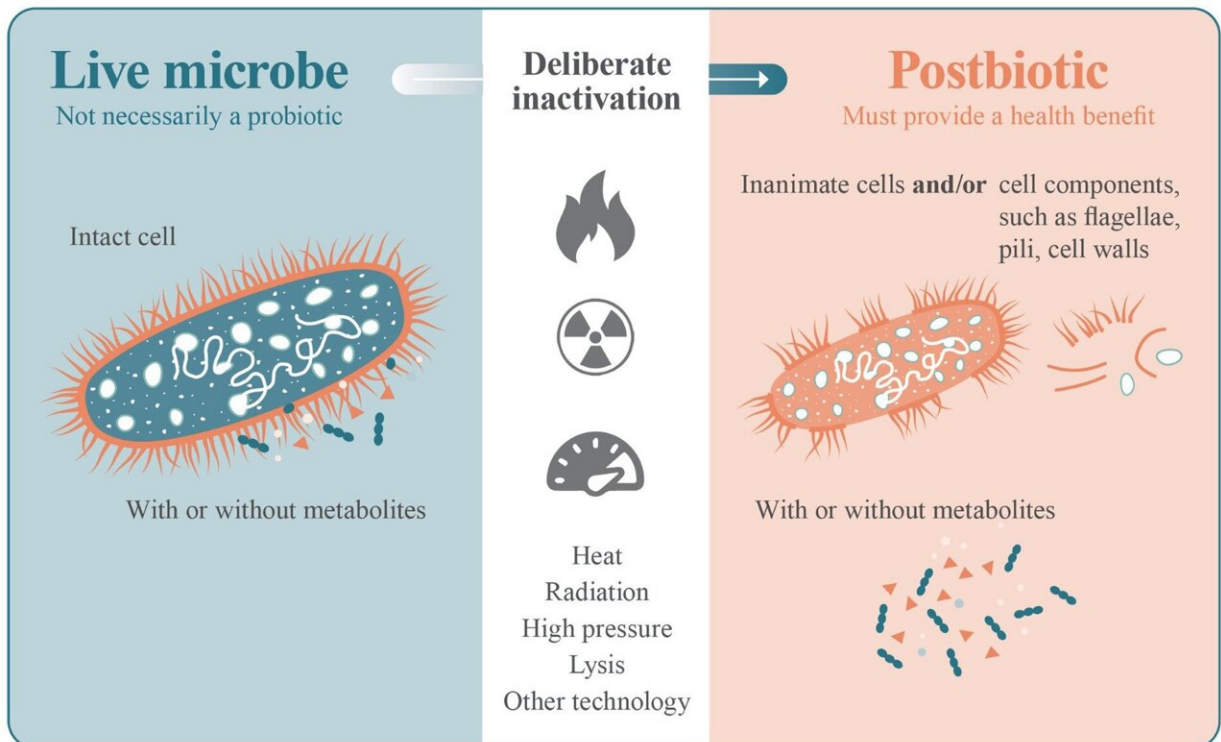 Live microbe
Not necessarily a probiotic
Intact cell
With or without metabolites
Deliberate
inactivation
Heat
Radiation
High pressure
Lysis
Other technology
Postbiotic
Must provide a health benefit
Inanimate cells and/or cell components,
such as flagellae,
pili, cell walls
With or without metabolites